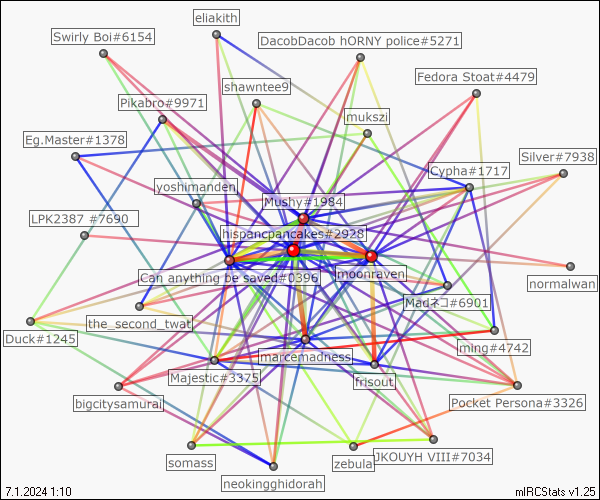 eliakith
Swirly Boi#6154
DacobDacob hORNY police#5271
Fedora Stoat#4479
shawntee9
Pikabro#9971
mukszi
Eg.Master#1378
Silver#7938
Cypha#1717
yoshimanden
Mushy#1984
LPK2387 #7690
hispancpancakes#2928
Can anything be saved#0396
moonraven
normalwan
Madネコ#6901
the_second_twat
Duck#1245
ming#4742
marcemadness
Majestic#3375
frisout
bigcitysamurai
Pocket Persona#3326
somass
zebula
JKOUYH VIII#7034
neokingghidorah
7.1.2024 1:10
mIRCStats v1.25